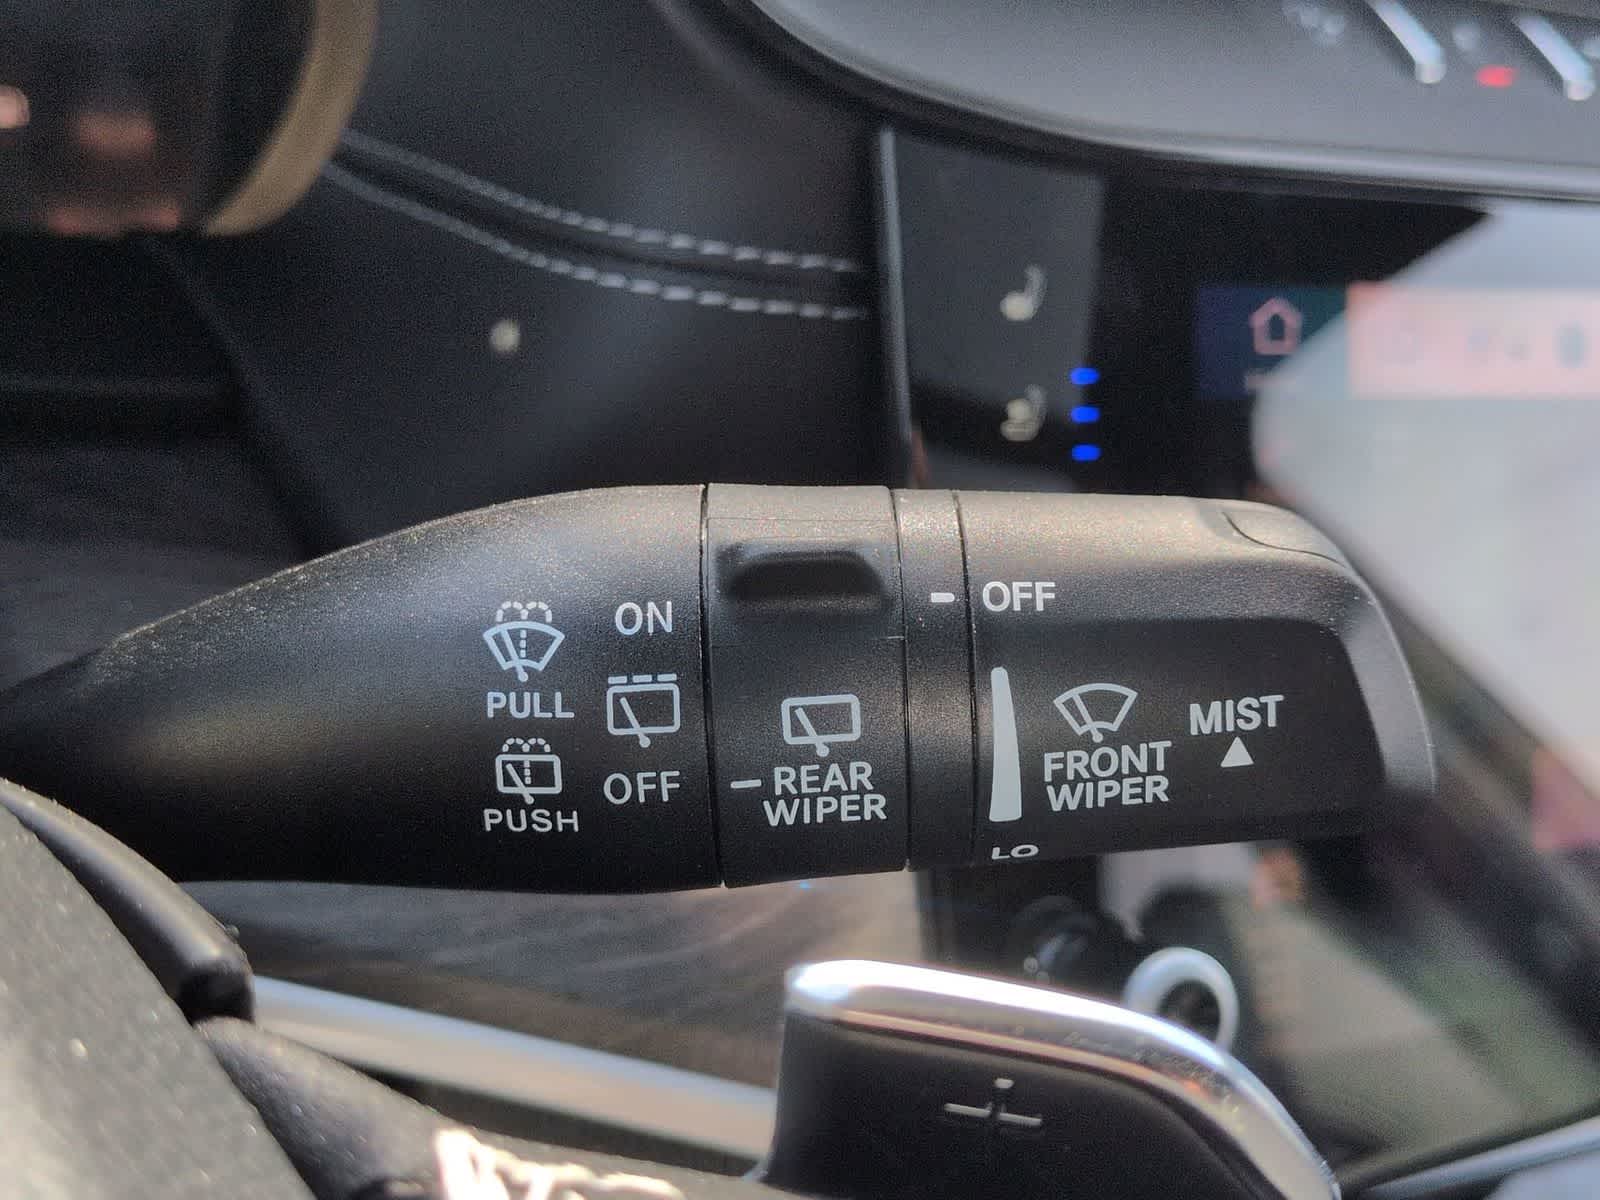 PULL
PUSH
ON
OFF
REAR
WIPER
OFF
LO
FRONT
WIPER
MIST